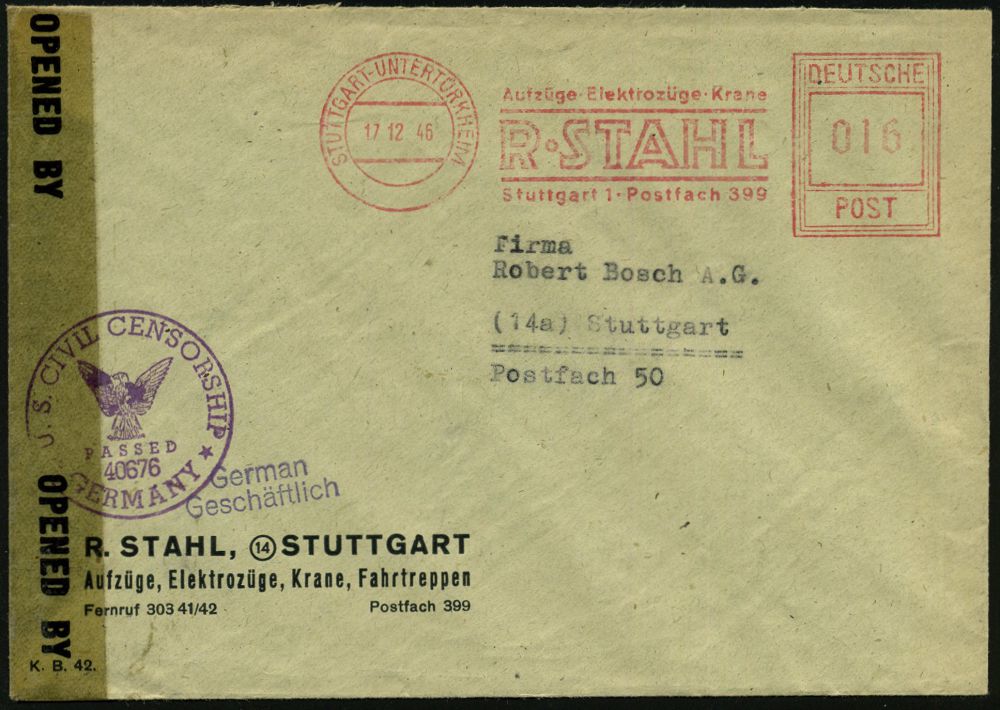 OPENED BY
STUTTGART-UNTERTÜRKHEIM
17 12 46
Aufzüge · Elektrozüge · Krane
R · STAHL
Stuttgart 1 · Postfach 399
DEUTSCHE
016
POST
Firma
Robert Bosch A.G.
(14a) Stuttgart
Postfach 50
U. S. CIVIL CENSORSHIP
PASSED
40676
GERMANY
German
Geschäftlich
OPENED BY
K. B. 42.
R. STAHL, 14 STUTTGART
Aufzüge, Elektrozüge, Krane, Fahrtreppen
Fernruf 303 41/42 Postfach 399